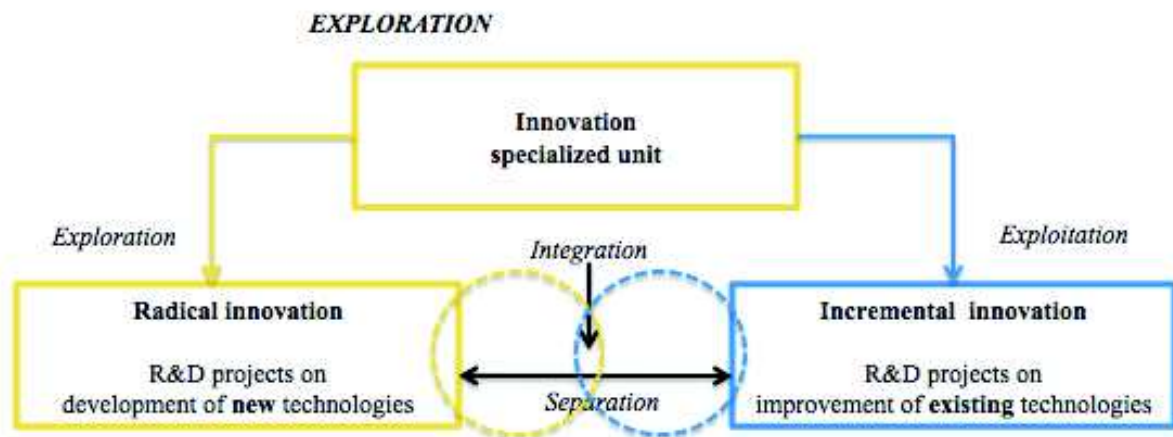 EXPLORATION
Innovation
specialized unit
Exploration
Integration
Exploitation
Radical innovation
R&D projects on
development of new technologies
Separation
Incremental innovation
R&D projects on
improvement of existing technologies